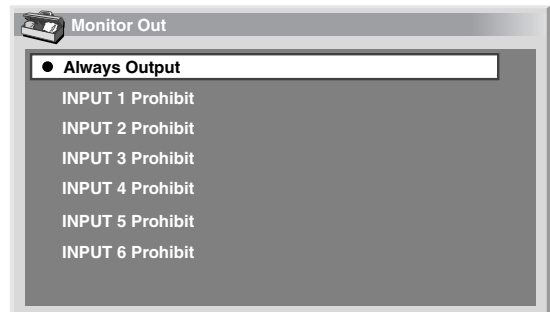 Monitor Out
● Always Output
INPUT 1 Prohibit
INPUT 2 Prohibit
INPUT 3 Prohibit
INPUT 4 Prohibit
INPUT 5 Prohibit
INPUT 6 Prohibit